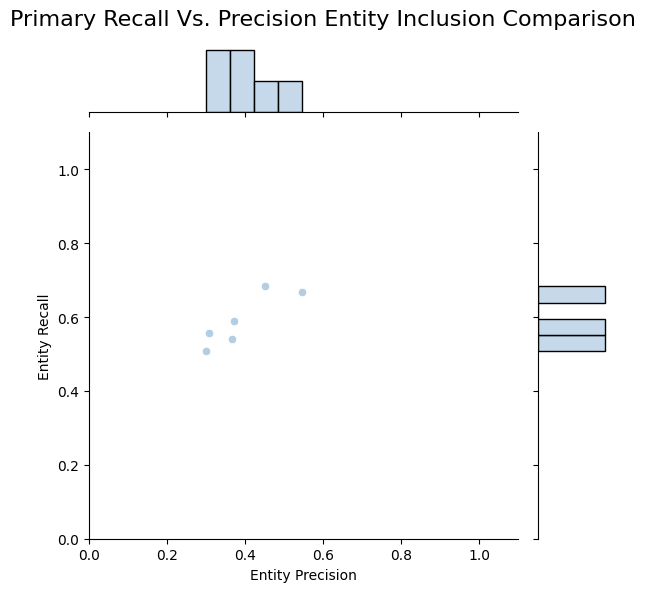 Primary Recall Vs. Precision Entity Inclusion Comparison
1.0
0.8
0.6
0.4
0.2
0.0
Entity Recall
0.0 0.2 0.4 0.6 0.8 1.0
Entity Precision